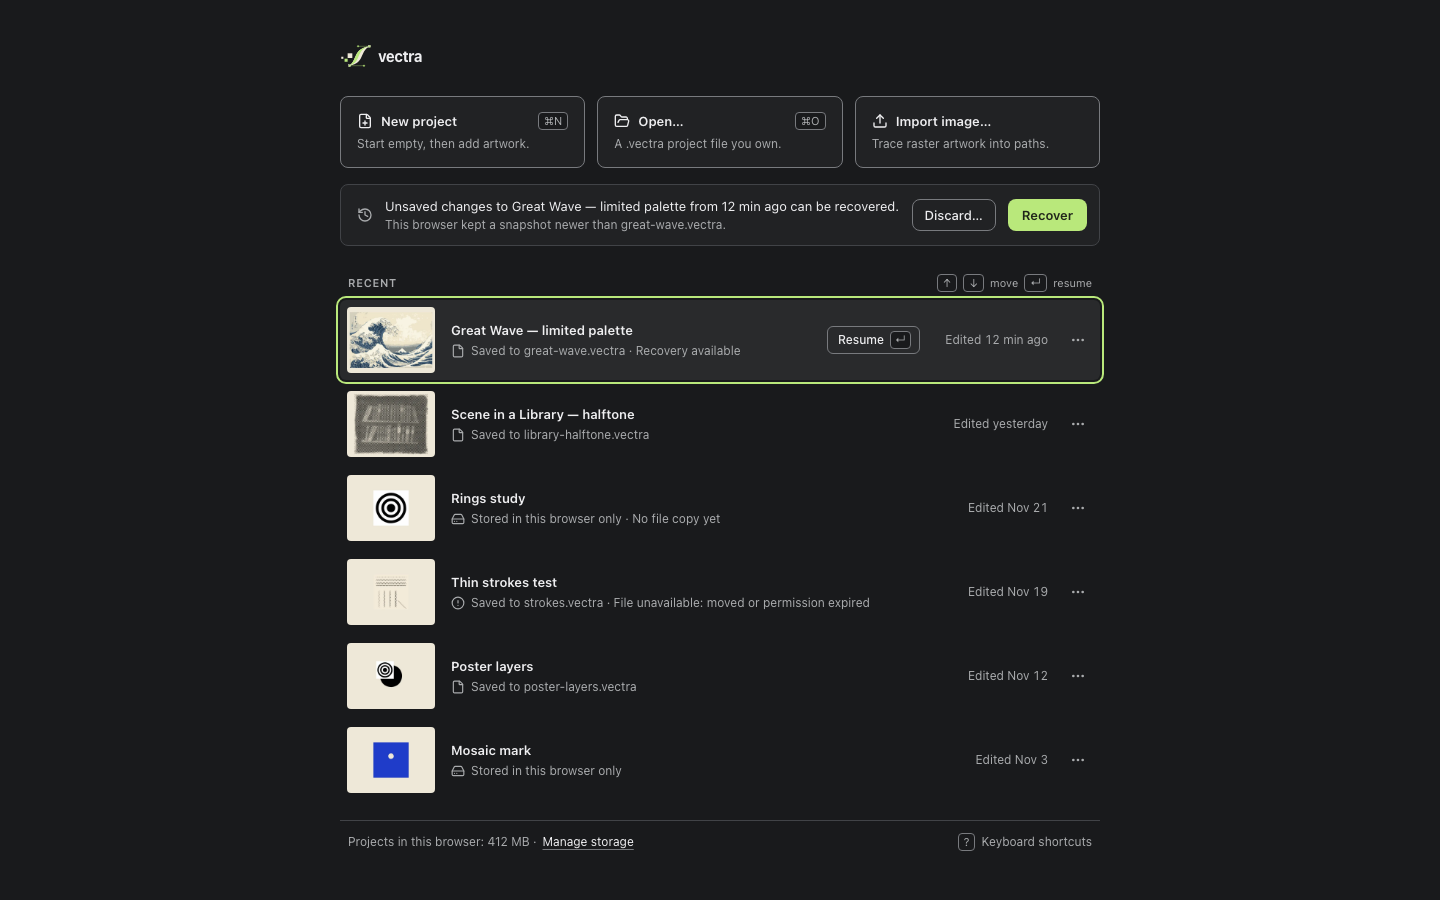 vectra
New project ⌘N
Start empty, then add artwork.
Open... ⌘O
A .vectra project file you own.
Import image...
Trace raster artwork into paths.
Unsaved changes to Great Wave — limited palette from 12 min ago can be recovered.
This browser kept a snapshot newer than great-wave.vectra.
Discard...
Recover
RECENT
↑ ↓ move ↵ resume
Great Wave — limited palette
Saved to great-wave.vectra · Recovery available
Resume ↵
Edited 12 min ago
Scene in a Library — halftone
Saved to library-halftone.vectra
Edited yesterday
Rings study
Stored in this browser only · No file copy yet
Edited Nov 21
Thin strokes test
Saved to strokes.vectra · File unavailable: moved or permission expired
Edited Nov 19
Poster layers
Saved to poster-layers.vectra
Edited Nov 12
Mosaic mark
Stored in this browser only
Edited Nov 3
Projects in this browser: 412 MB · Manage storage
? Keyboard shortcuts